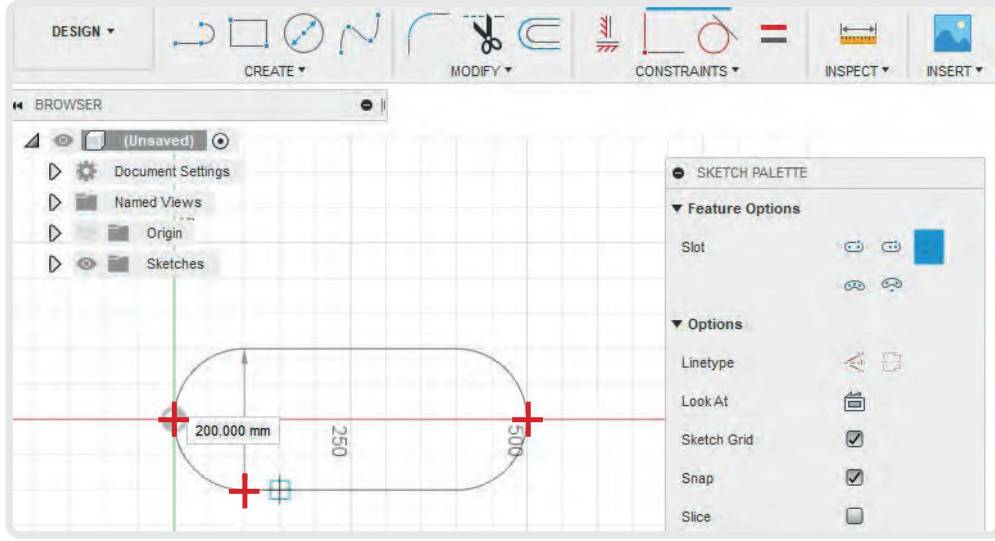 DESIGN ▾
CREATE ▾
MODIFY ▾
CONSTRAINTS ▾
INSPECT ▾
INSERT ▾
BROWSER
(Unsaved)
Document Settings
Named Views
Origin
Sketches
SKETCH PALETTE
▼ Feature Options
Slot
▼ Options
Linetype
Look At
Sketch Grid
Snap
Slice
200.000 mm
250
500